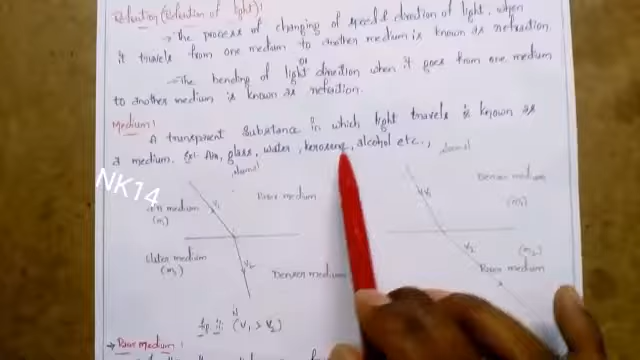 Refraction (Refraction of light):
→ The process of changing of speed & direction of light, when
it travels from one medium to another medium is known as refraction.
or
→ The bending of light direction when it goes from one medium
to another medium is known as refraction.
Medium:
A transparent substance in which light travels is known as
a medium. Ex: Air, glass, water, kerosene, alcohol etc.,
NK14
V₁
Rarer medium
medium
(m₁)
Water medium
(m₂)
V₂
Denser medium
(V₁ > V₂)
V₁
Denser medium
(m₁)
V₂
(m₂)
Rarer medium
→ Rarer Medium: